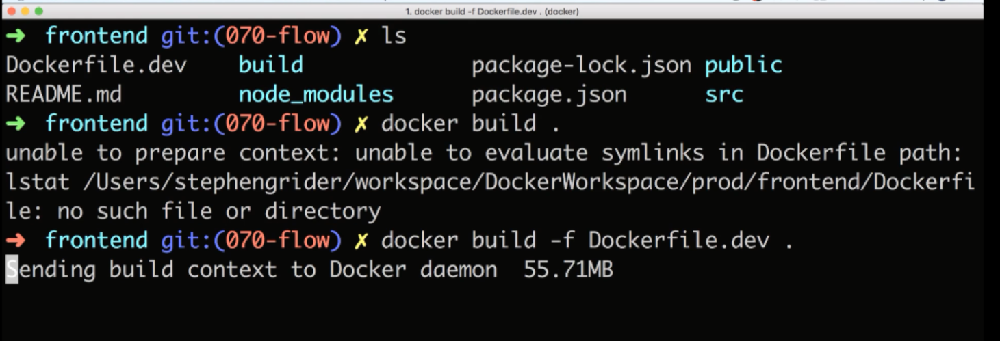 1. docker build -f Dockerfile.dev . (docker)
➜ frontend git:(070-flow) ✗ ls
Dockerfile.dev build package-lock.json public
README.md node_modules package.json src
➜ frontend git:(070-flow) ✗ docker build .
unable to prepare context: unable to evaluate symlinks in Dockerfile path:
lstat /Users/stephengrider/workspace/DockerWorkspace/prod/frontend/Dockerfi
le: no such file or directory
➜ frontend git:(070-flow) ✗ docker build -f Dockerfile.dev .
Sending build context to Docker daemon 55.71MB